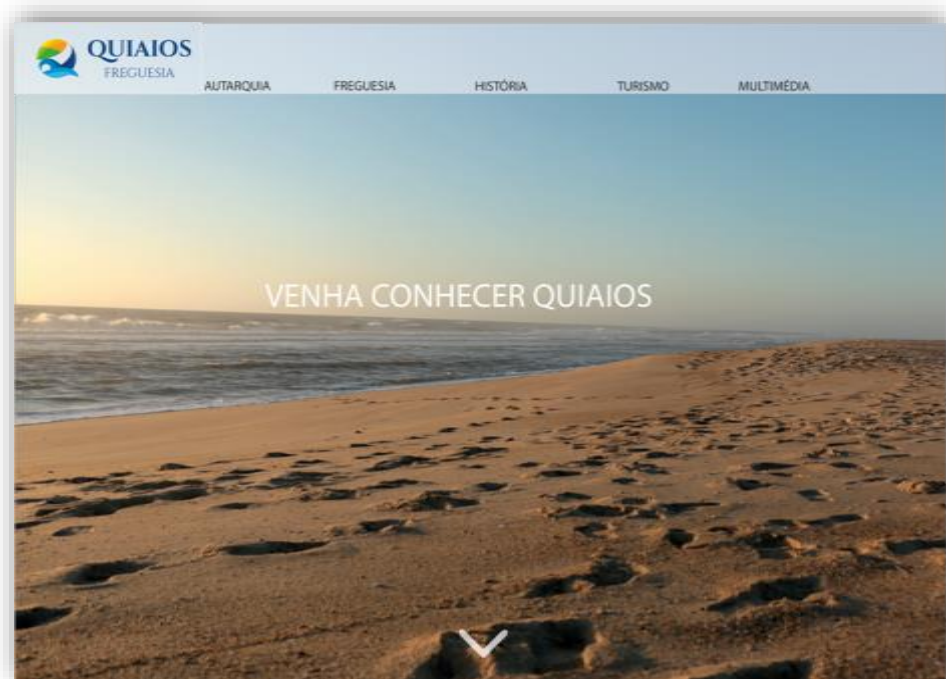 QUIAIOS
FREGUESIA
AUTARQUIA FREGUESIA HISTÓRIA TURISMO MULTIMÉDIA
VENHA CONHECER QUIAIOS